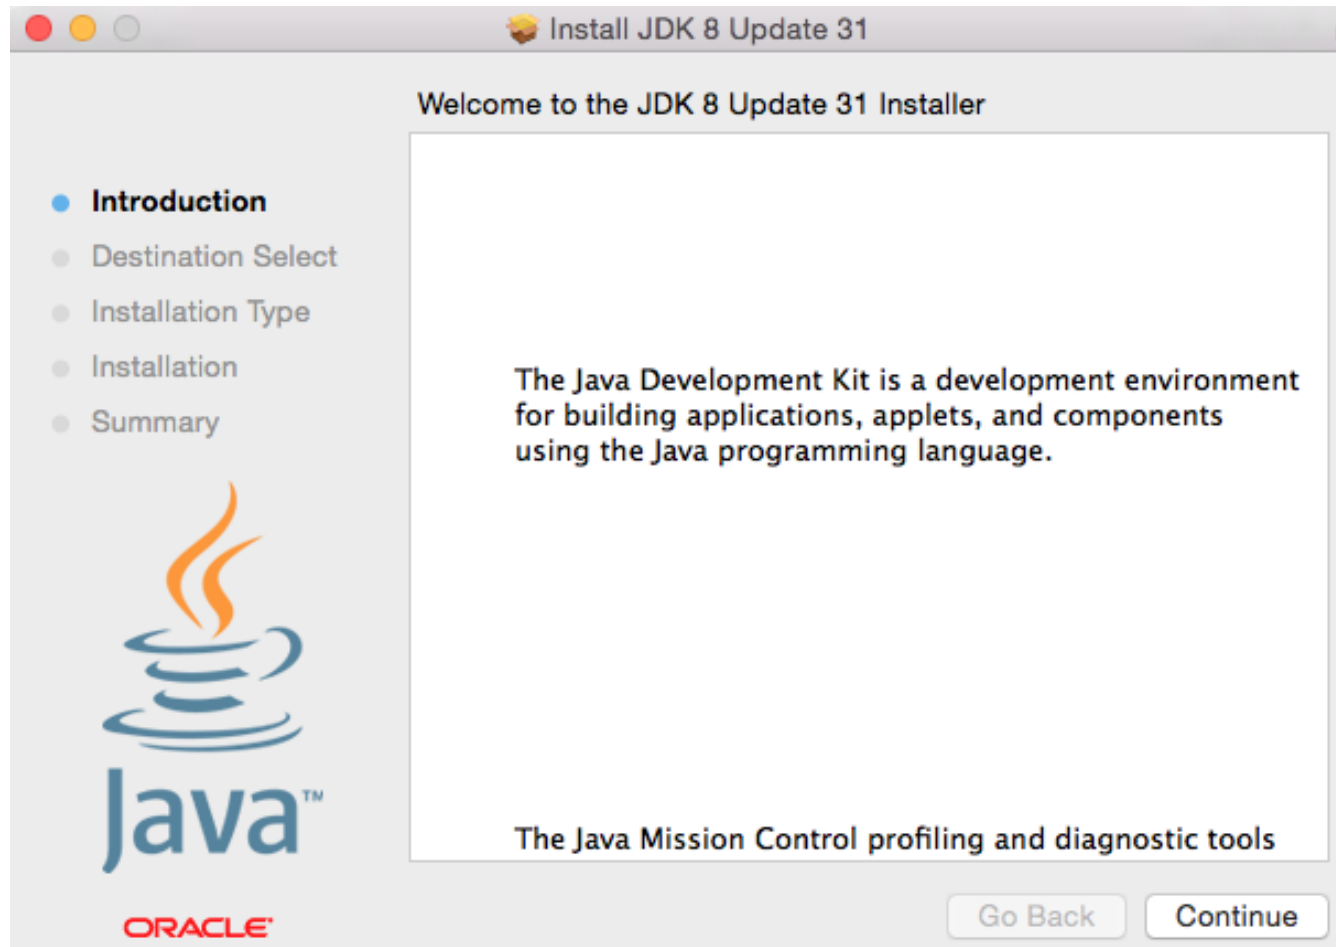 Install JDK 8 Update 31
Welcome to the JDK 8 Update 31 Installer
Introduction
Destination Select
Installation Type
Installation
Summary
The Java Development Kit is a development environment
for building applications, applets, and components
using the Java programming language.
The Java Mission Control profiling and diagnostic tools
Java™
ORACLE®
Go Back
Continue